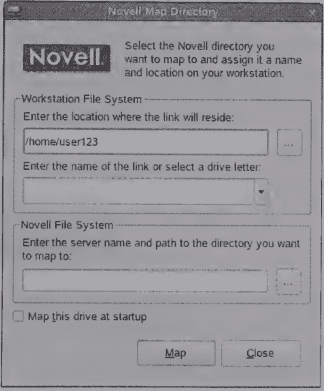 Novell Map Directory
Novell.
Select the Novell directory you
want to map to and assign it a name
and location on your workstation.
Workstation File System
Enter the location where the link will reside:
/home/user123
...
Enter the name of the link or select a drive letter:
Novell File System
Enter the server name and path to the directory you want
to map to:
...
Map this drive at startup
Map
Close